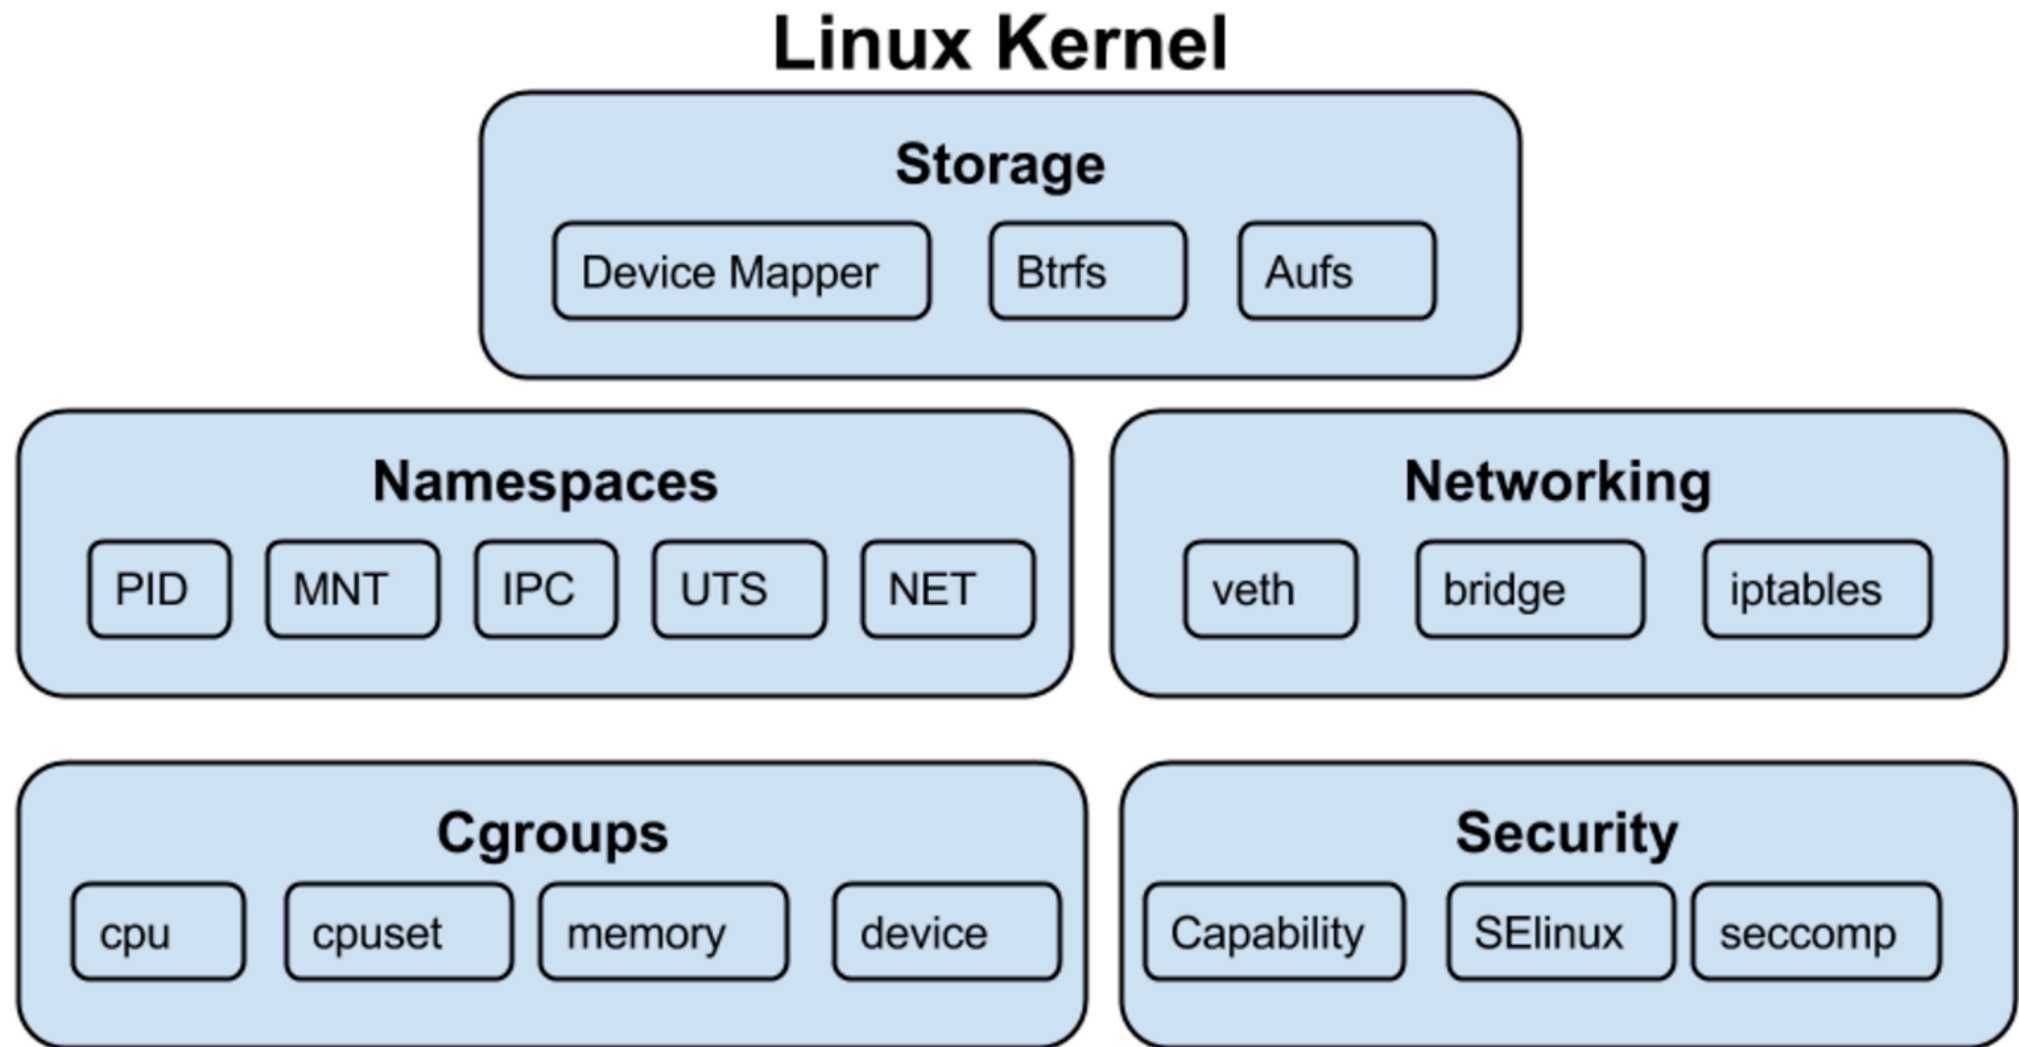 Linux Kernel
Storage
Device Mapper
Btrfs
Aufs
Namespaces
PID
MNT
IPC
UTS
NET
Networking
veth
bridge
iptables
Cgroups
cpu
cpuset
memory
device
Security
Capability
SElinux
seccomp